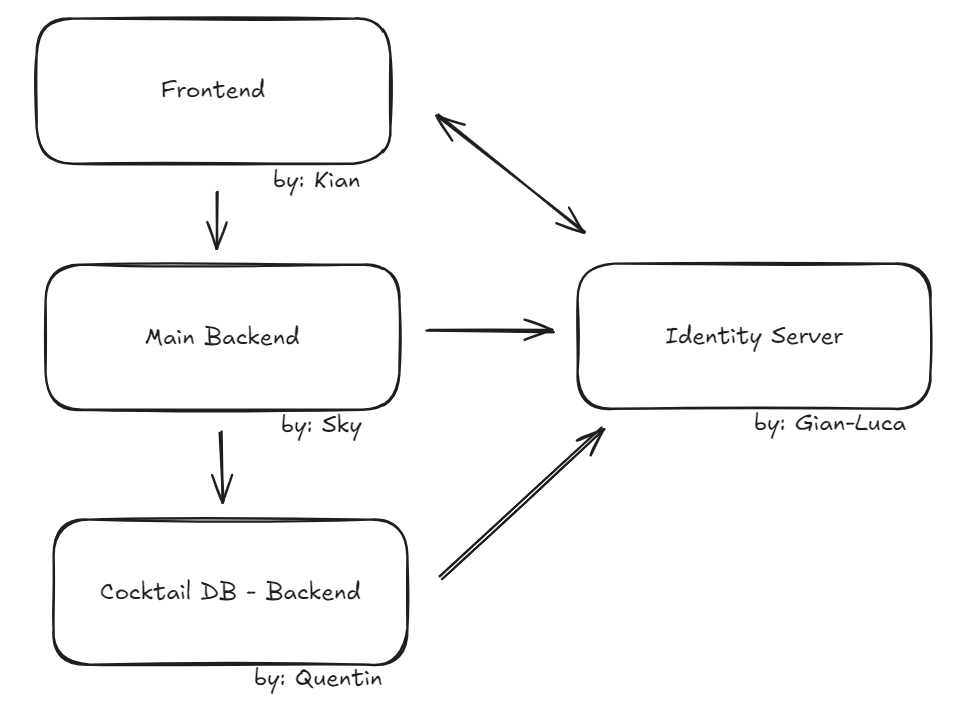 Frontend
by: Kian
Main Backend
Identity Server
by: Sky
by: Gian-Luca
Cocktail DB - Backend
by: Quentin